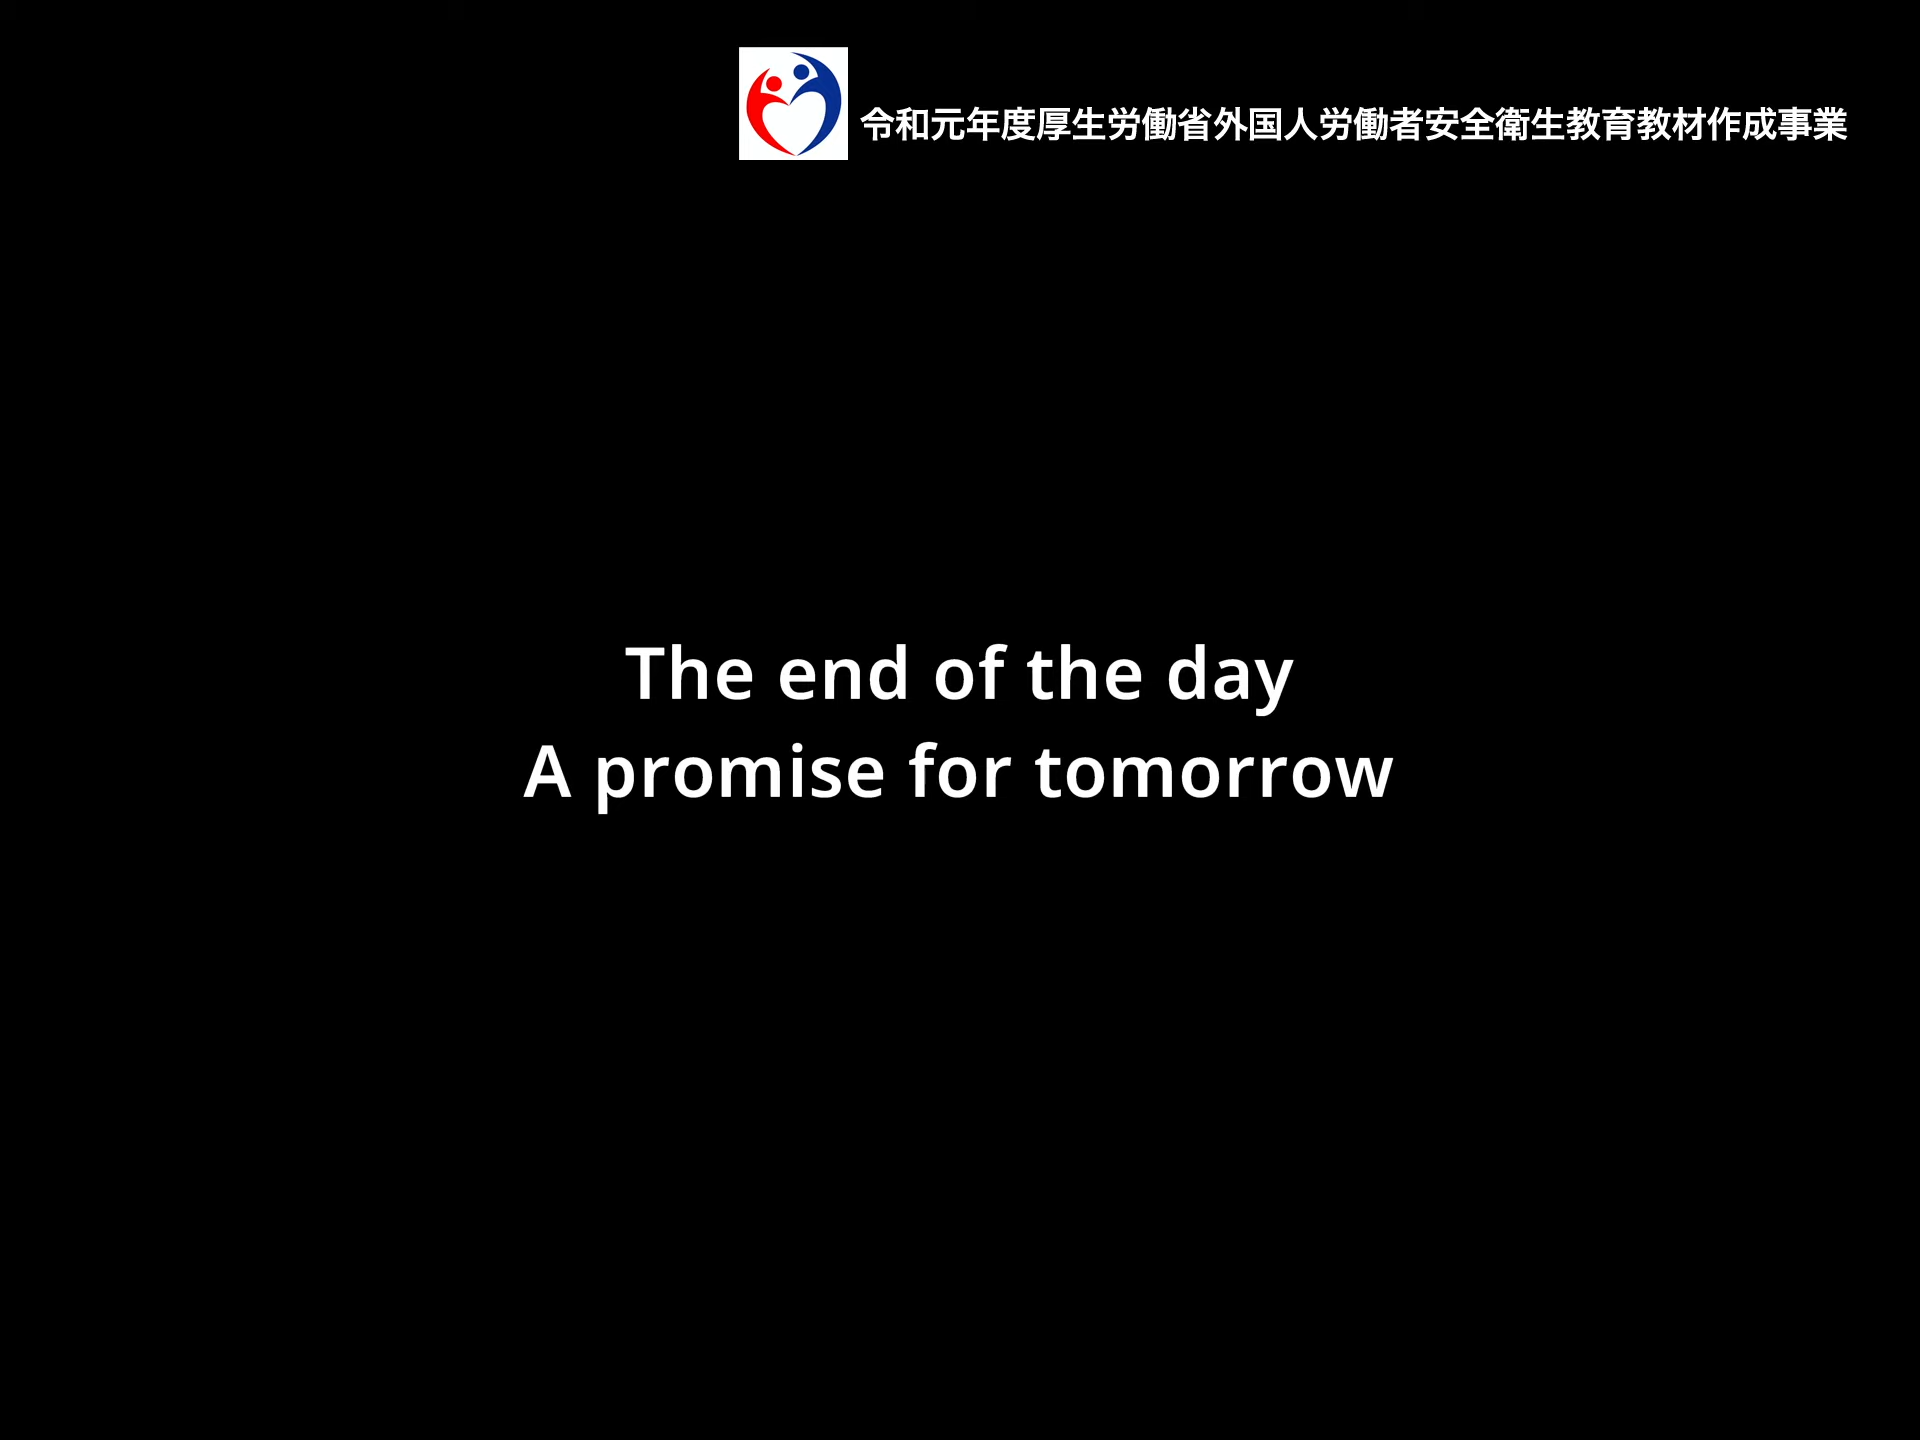 令和元年度厚生労働省外国人労働者安全衛生教育教材作成事業
The end of the day
A promise for tomorrow